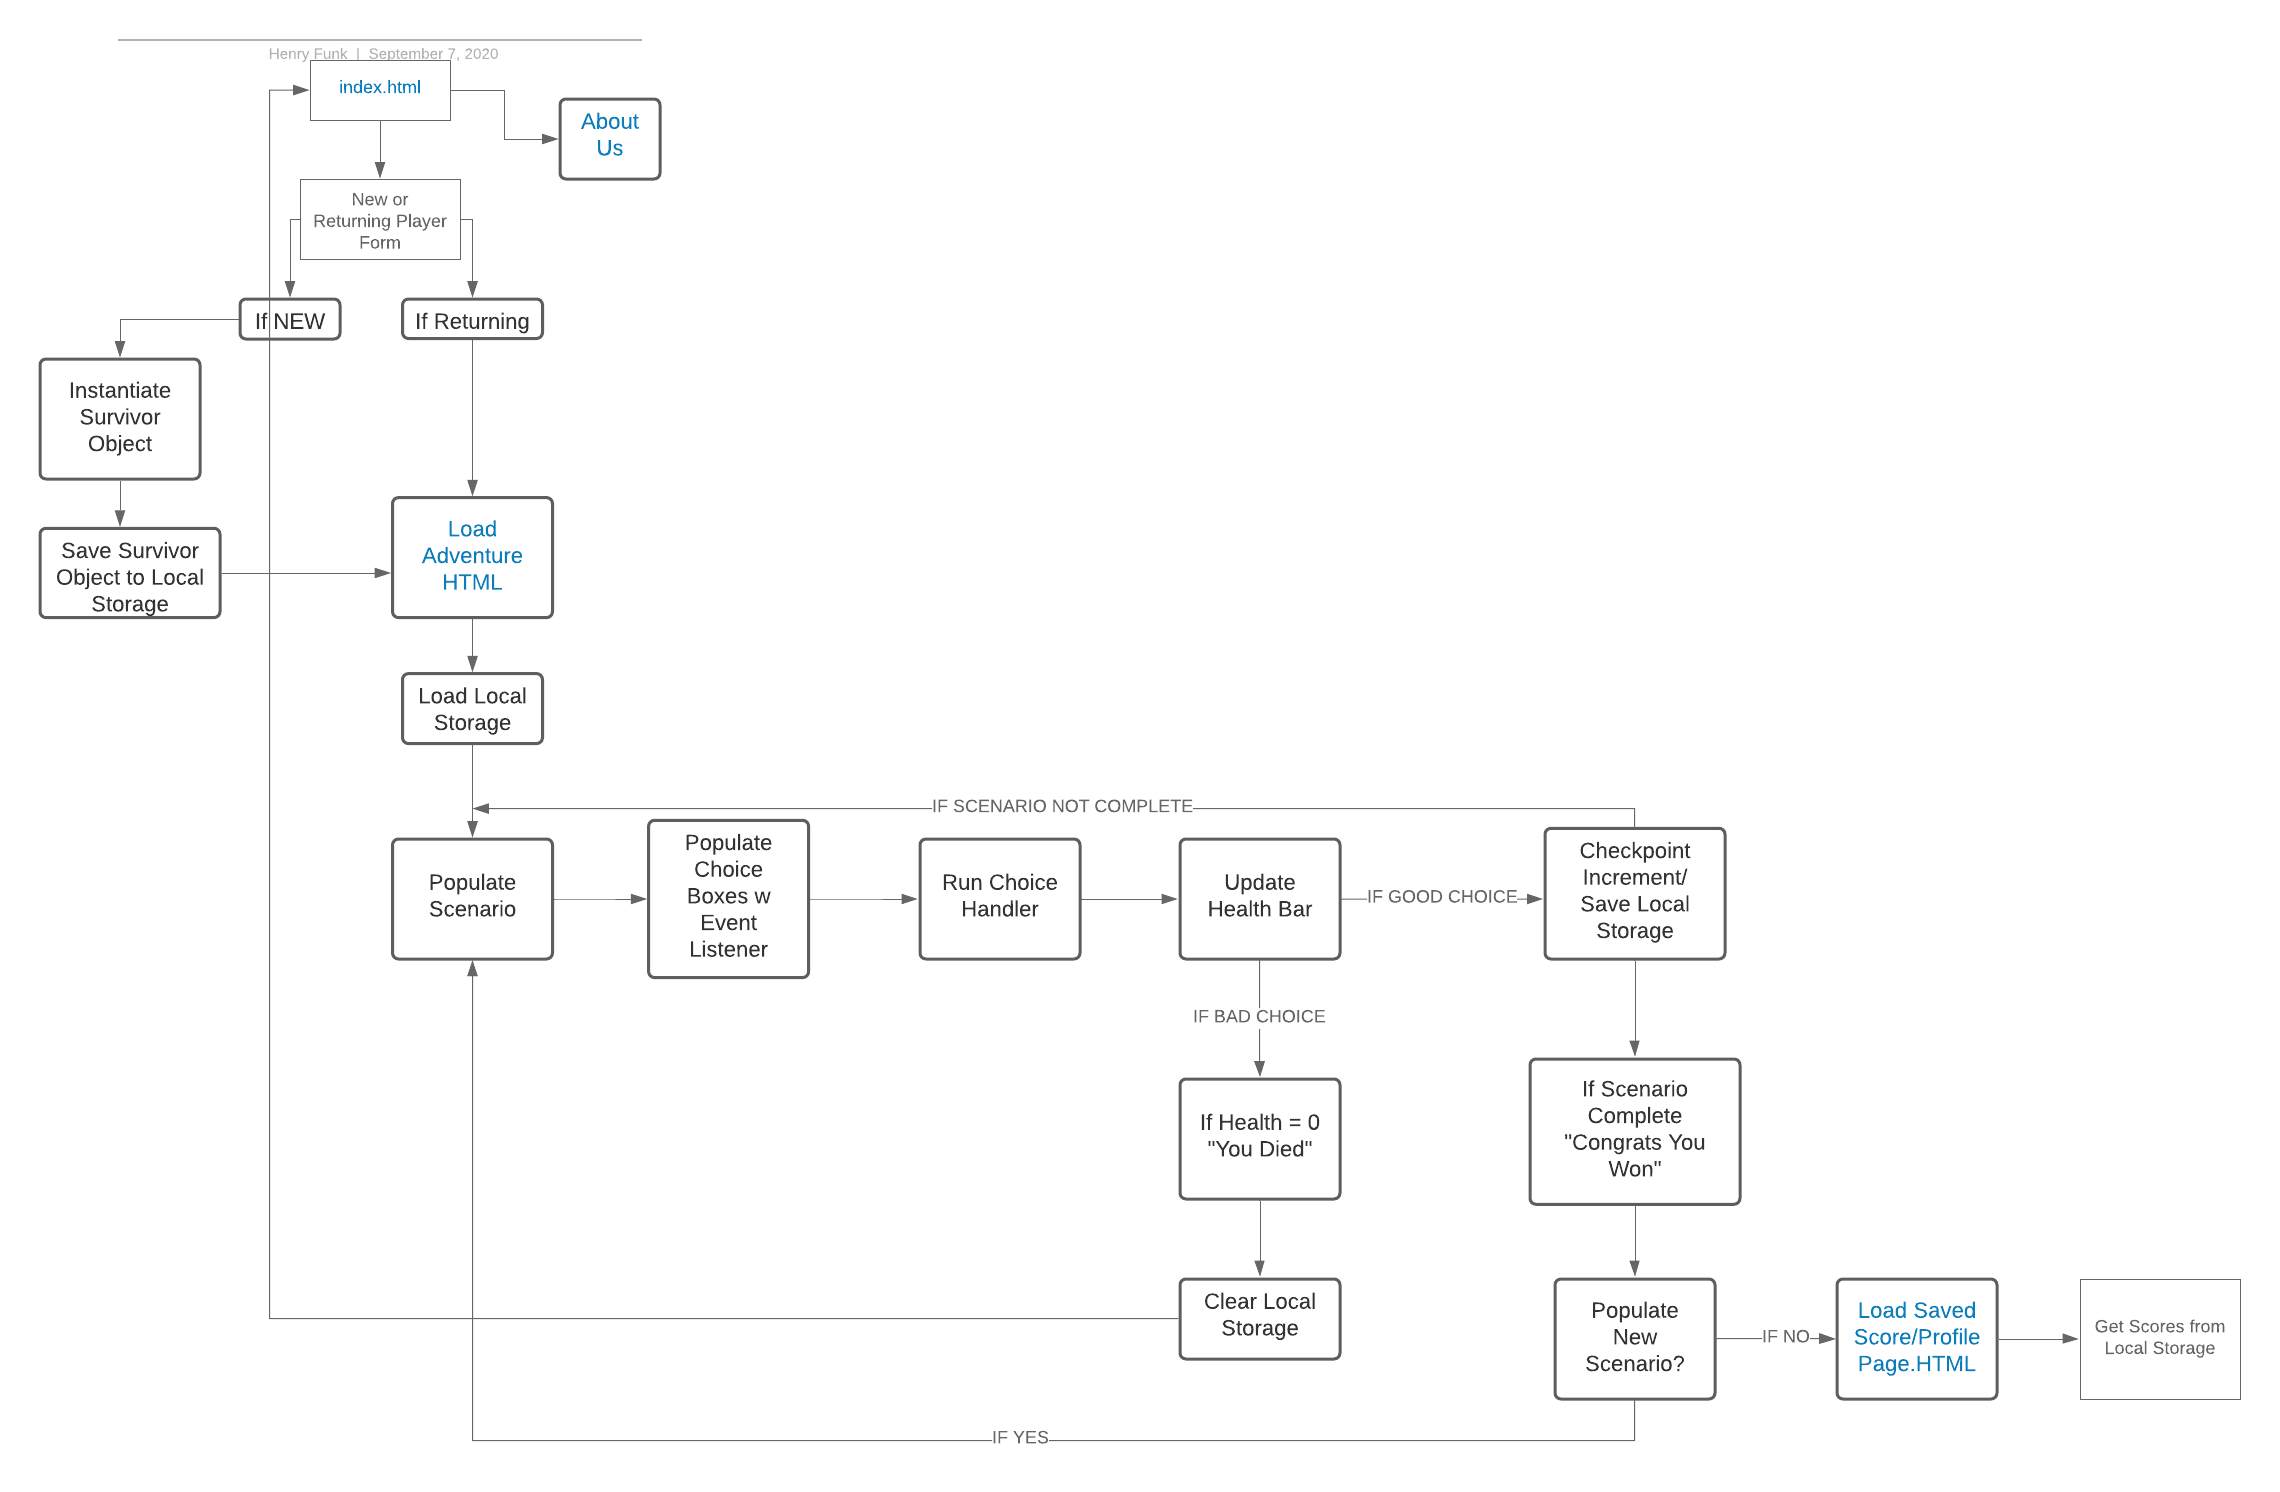 Henry Funk | September 7, 2020
index.html
About
Us
New or
Returning Player
Form
If NEW
If Returning
Instantiate
Survivor
Object
Save Survivor
Object to Local
Storage
Load
Adventure
HTML
Load Local
Storage
IF SCENARIO NOT COMPLETE
Populate
Scenario
Populate
Choice
Boxes w
Event
Listener
Run Choice
Handler
Update
Health Bar
IF GOOD CHOICE
Checkpoint
Increment/
Save Local
Storage
IF BAD CHOICE
If Health = 0
"You Died"
If Scenario
Complete
"Congrats You
Won"
Clear Local
Storage
Populate
New
Scenario?
IF NO
Load Saved
Score/Profile
Page.HTML
Get Scores from
Local Storage
IF YES